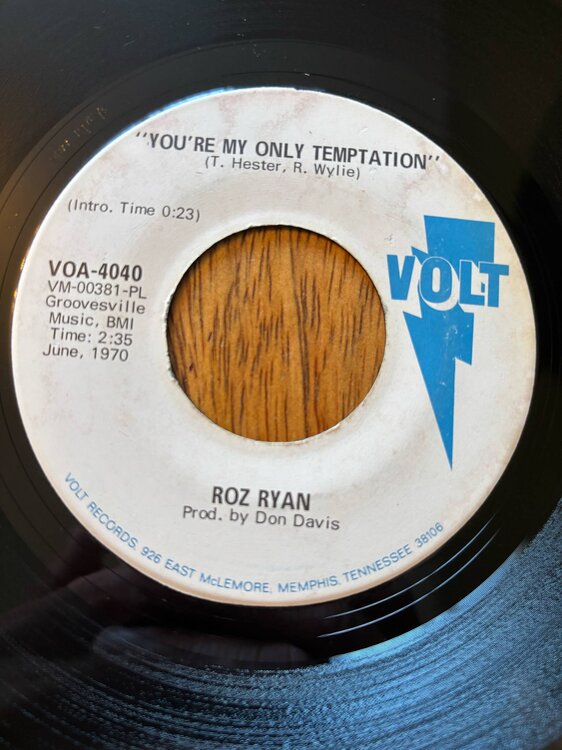 "YOU'RE MY ONLY TEMPTATION"
(T. Hester, R. Wylie)
(Intro. Time 0:23)
VOA-4040
VM-00381-PL
Groovesville
Music, BMI
Time: 2:35
June, 1970
VOLT
ROZ RYAN
Prod. by Don Davis
VOLT RECORDS, 926 EAST McLEMORE, MEMPHIS, TENNESSEE 38106